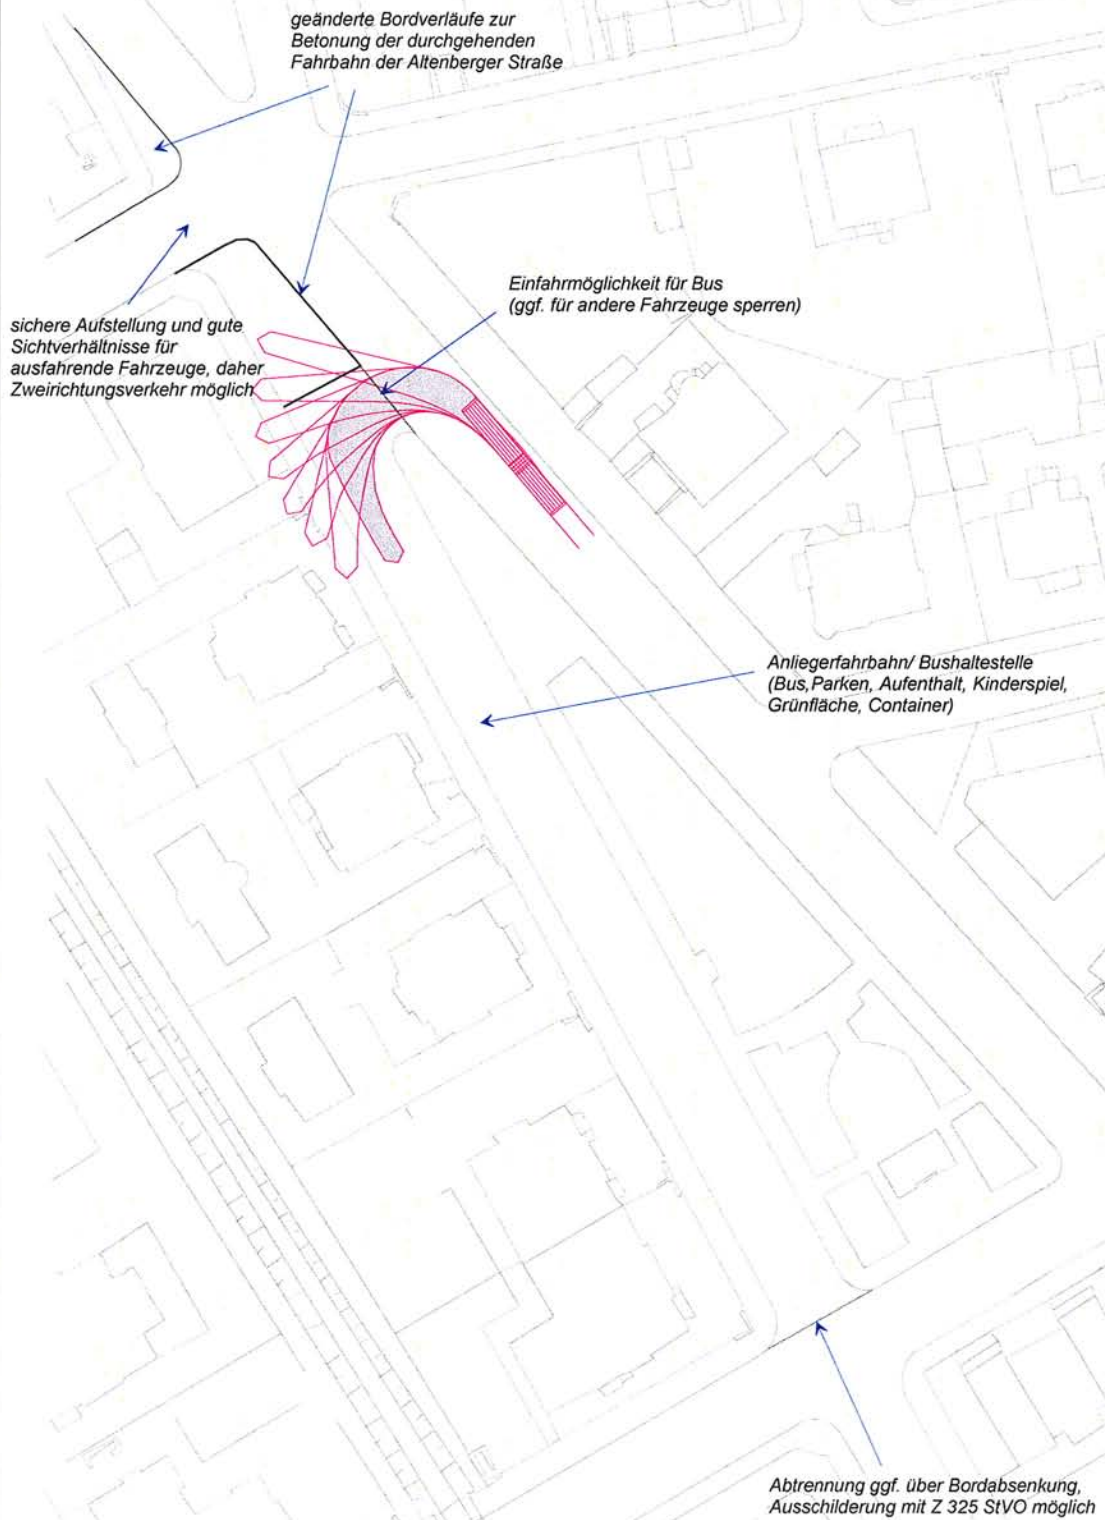 geänderte Bordverläufe zur
Betonung der durchgehenden
Fahrbahn der Altenberger Straße
Einfahrmöglichkeit für Bus
(ggf. für andere Fahrzeuge sperren)
sichere Aufstellung und gute
Sichtverhältnisse für
ausfahrende Fahrzeuge, daher
Zweirichtungsverkehr möglich
Anliegerfahrbahn/ Bushaltestelle
(Bus,Parken, Aufenthalt, Kinderspiel,
Grünfläche, Container)
Abtrennung ggf. über Bordabsenkung,
Ausschilderung mit Z 325 StVO möglich